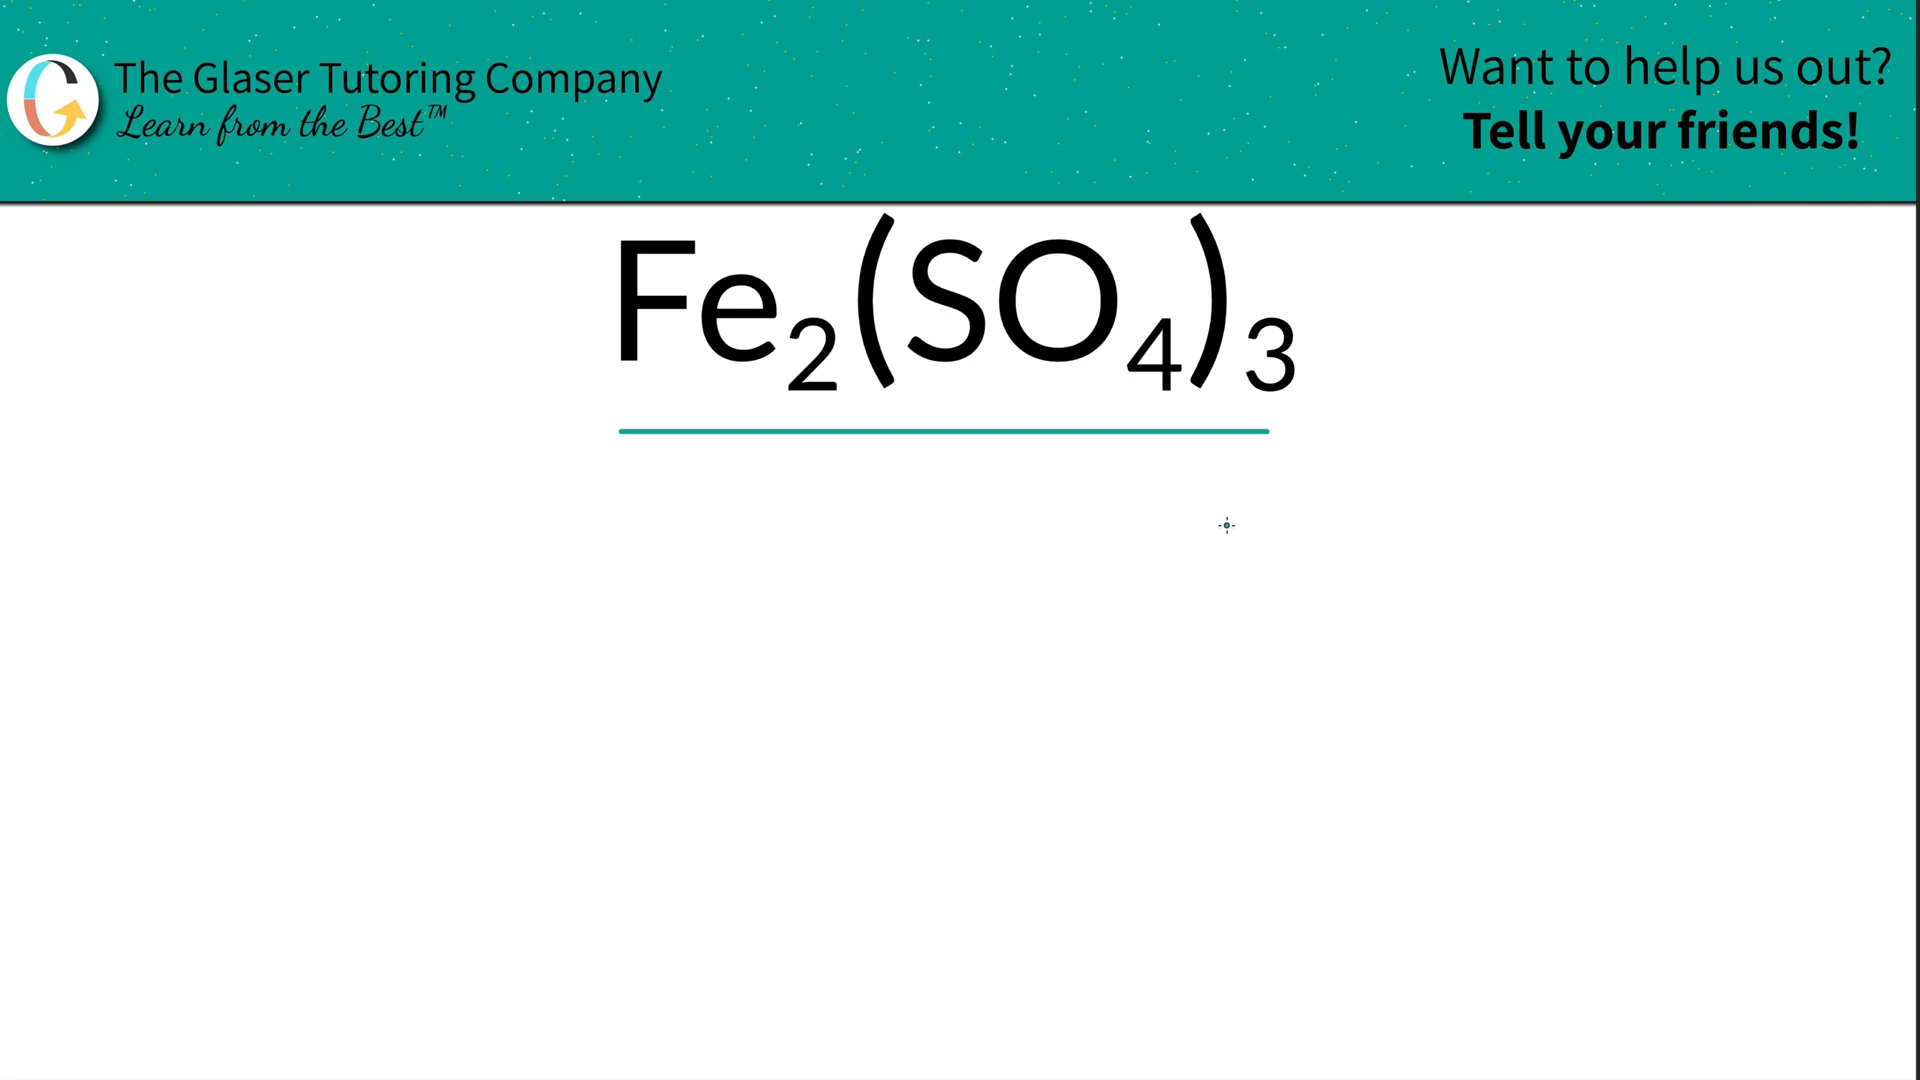 The Glaser Tutoring Company
Learn from the Best™
Want to help us out?
Tell your friends!
Fe₂(SO₄)₃